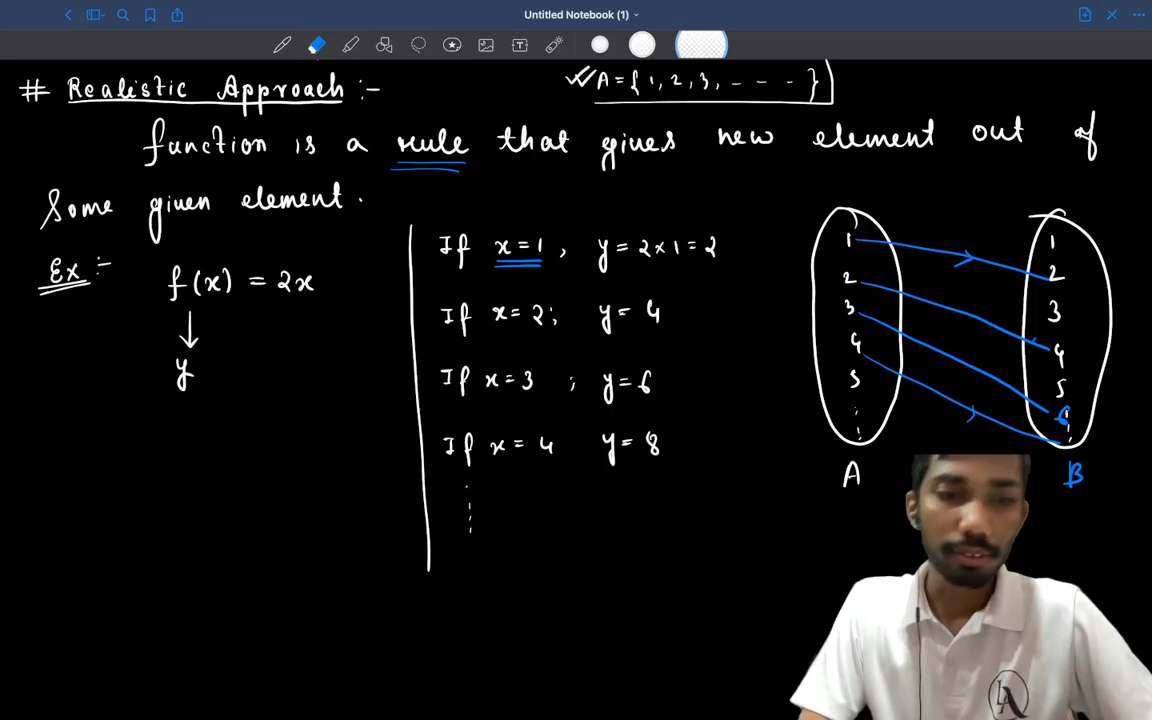 Untitled Notebook (1)
A = {1, 2, 3, - - - }
# Realistic Approach :-
function is a rule that gives new element out of
Some given element.
Ex :-
f(x) = 2x
y
If x = 1 , y = 2 × 1 = 2
If x = 2 ; y = 4
If x = 3 ; y = 6
If x = 4 y = 8
1
2
3
4
5
A
1
2
3
4
5
6
B